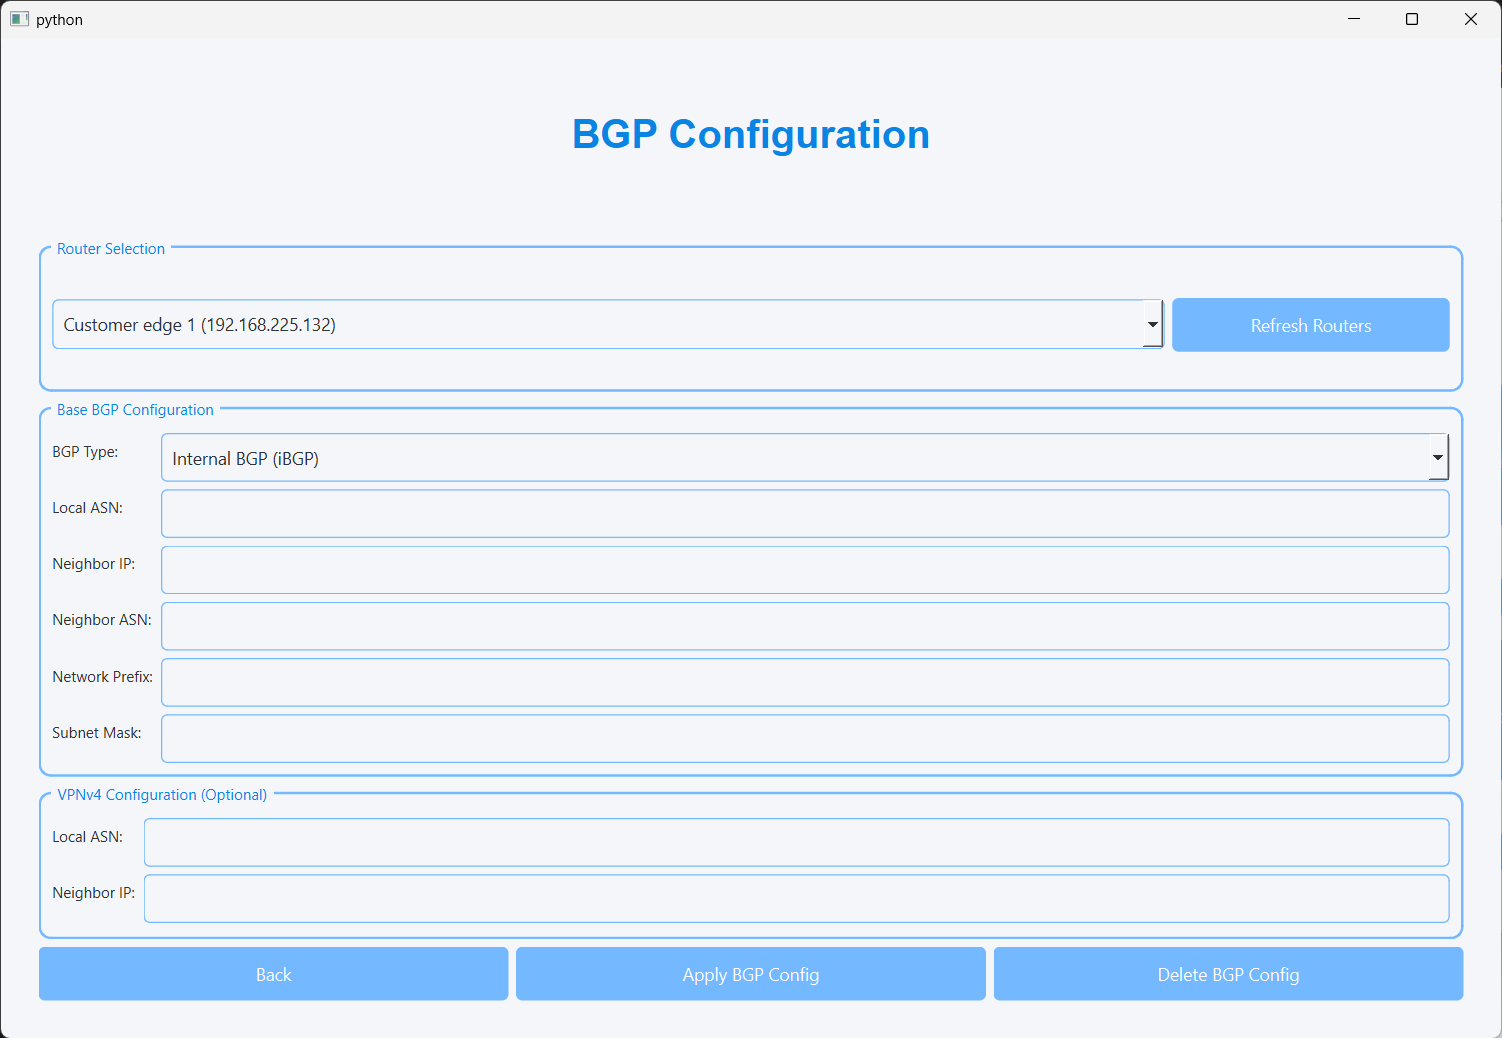 python
BGP Configuration
Router Selection
Customer edge 1 (192.168.225.132)
Refresh Routers
Base BGP Configuration
BGP Type:
Internal BGP (iBGP)
Local ASN:
Neighbor IP:
Neighbor ASN:
Network Prefix:
Subnet Mask:
VPNv4 Configuration (Optional)
Local ASN:
Neighbor IP:
Back
Apply BGP Config
Delete BGP Config